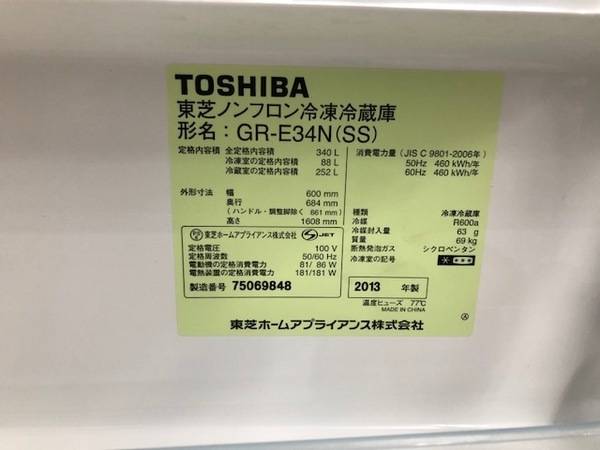 TOSHIBA
東芝ノンフロン冷凍冷蔵庫
形名：GR-E34N(SS)
定格内容積 全定格内容積 340 L
冷凍室の定格内容積 88 L
冷蔵室の定格内容積 252 L
外形寸法 幅 600 mm
奥行 684 mm
(ハンドル・調整脚除く 661 mm)
高さ 1608 mm
東芝ホームアプライアンス株式会社 JET
定格電圧 100 V
定格周波数 50/60 Hz
電動機の定格消費電力 81/ 86 W
電熱装置の定格消費電力 181/181 W
製造番号 75069848
消費電力量 (JIS C 9801-2006年)
50Hz 460 kWh/年
60Hz 460 kWh/年
種類 冷凍冷蔵庫
冷媒 R600a
冷媒封入量 63 g
質量 69 kg
断熱発泡ガス シクロペンタン
冷凍室の記号
2013 年製
温度ヒューズ 77℃
MADE IN CHINA
東芝ホームアプライアンス株式会社